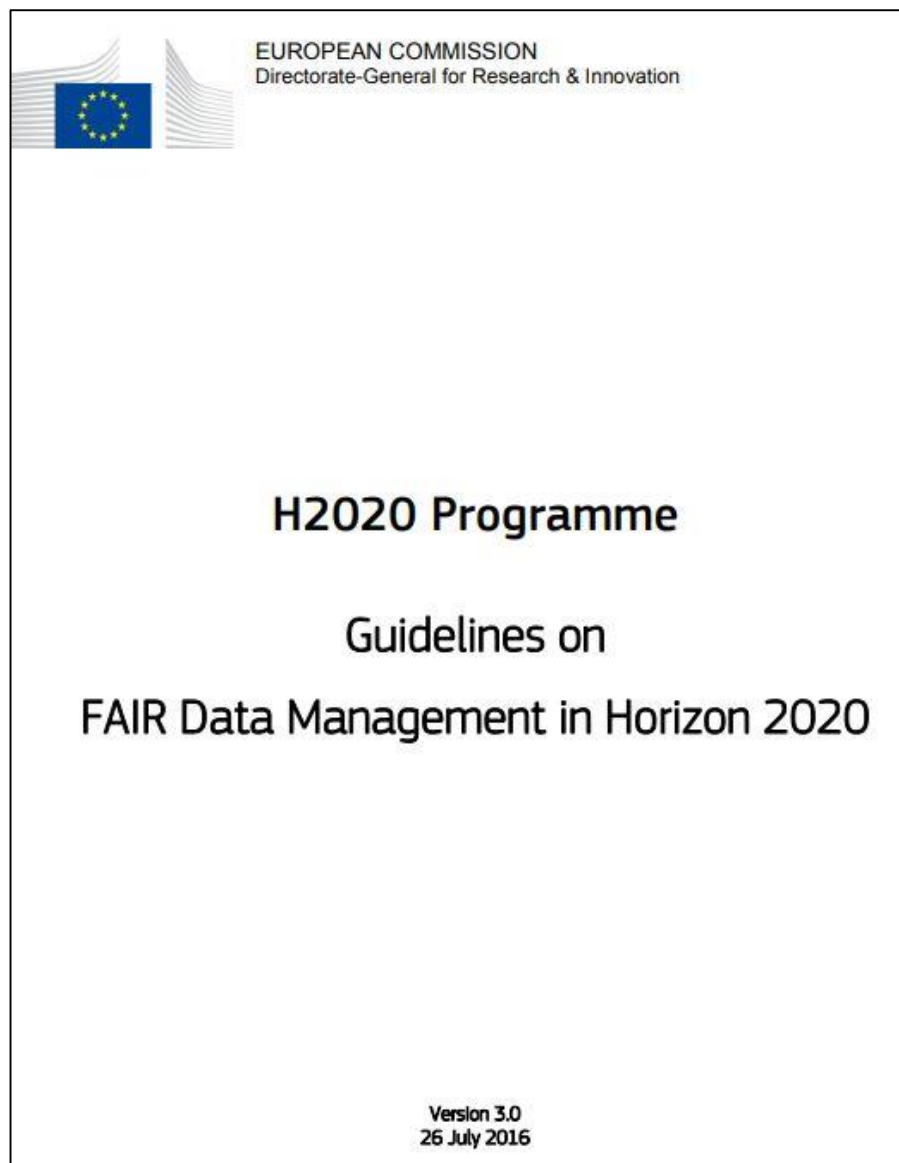 EUROPEAN COMMISSION
Directorate-General for Research & Innovation
H2020 Programme
Guidelines on
FAIR Data Management in Horizon 2020
Version 3.0
26 July 2016